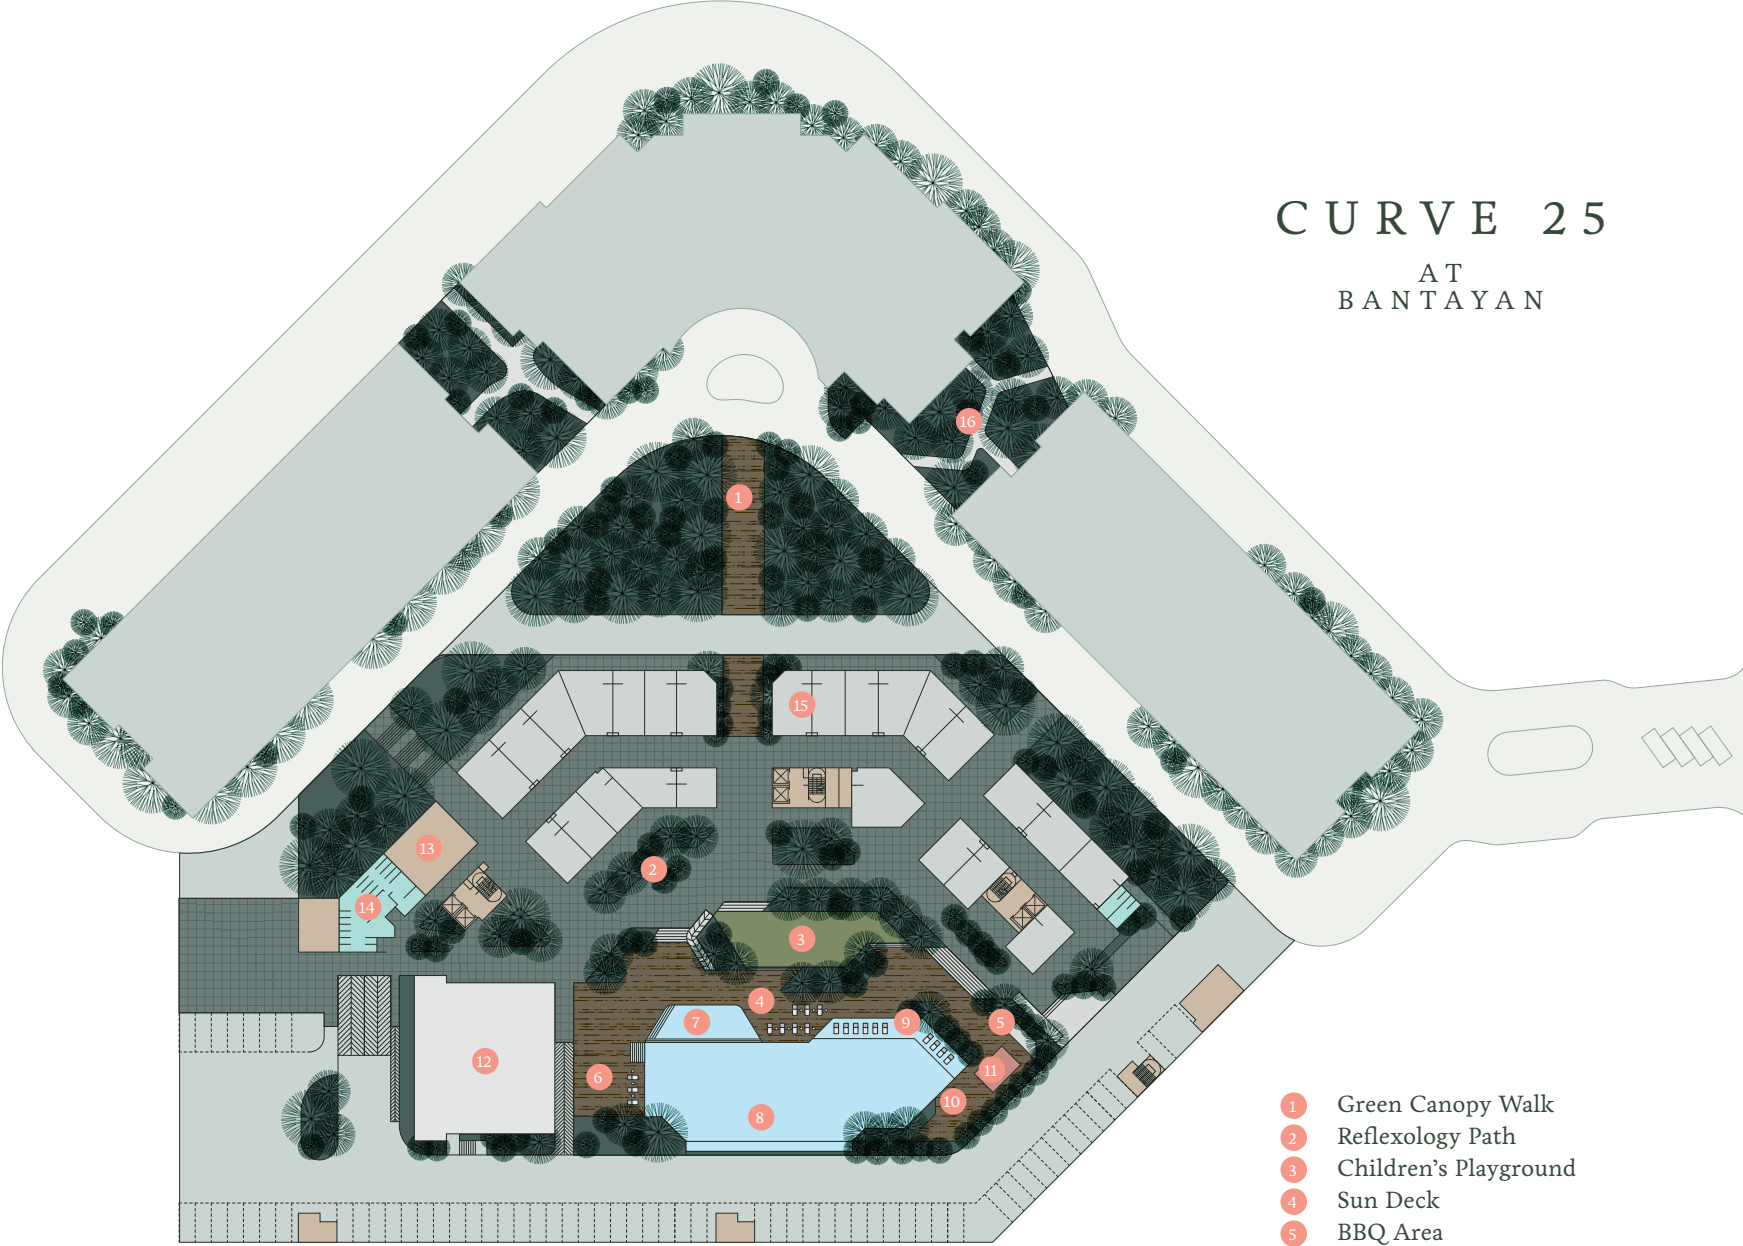 CURVE 25
AT
BANTAYAN
16
1
15
13
2
14
3
4
7
9
5
12
11
6
10
8
1 Green Canopy Walk
2 Reflexology Path
3 Children’s Playground
4 Sun Deck
5 BBQ Area